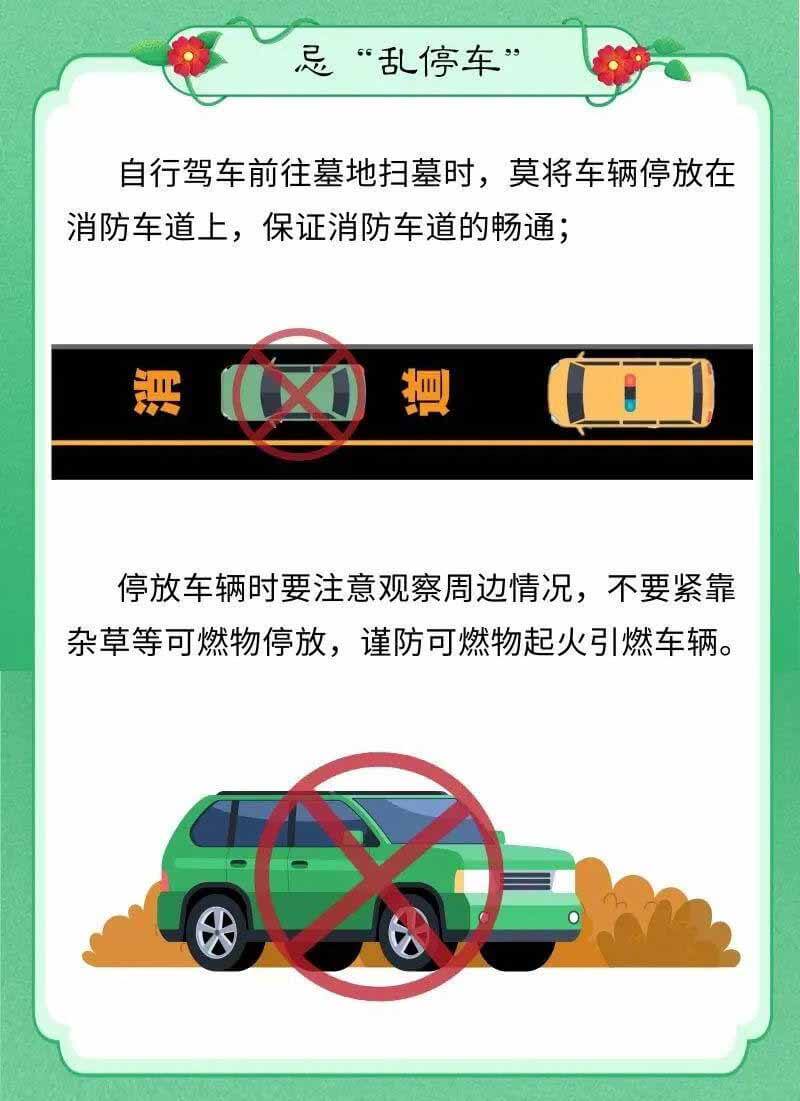 忌“乱停车”
自行驾车前往墓地扫墓时，莫将车辆停放在
消防车道上，保证消防车道的畅通；
消 道
停放车辆时要注意观察周边情况，不要紧靠
杂草等可燃物停放，谨防可燃物起火引燃车辆。